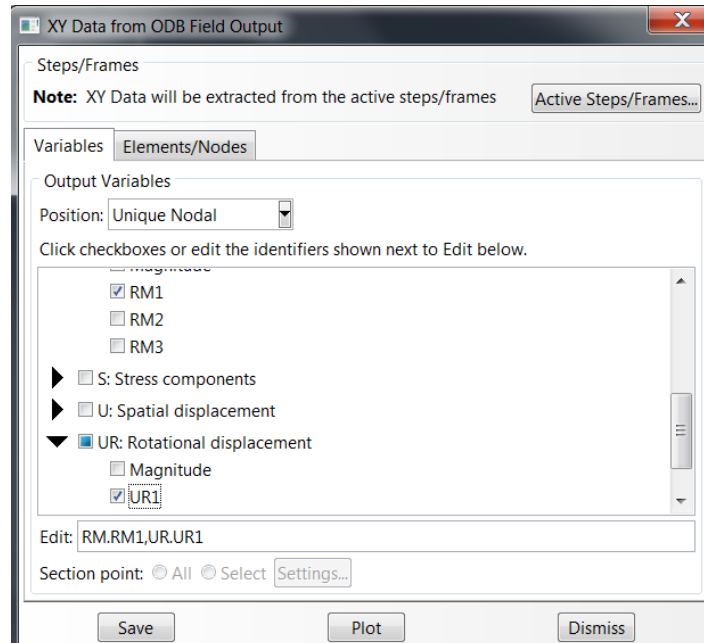 XY Data from ODB Field Output
Steps/Frames
Note: XY Data will be extracted from the active steps/frames
Active Steps/Frames...
Variables
Elements/Nodes
Output Variables
Position: Unique Nodal
Click checkboxes or edit the identifiers shown next to Edit below.
Magnitude
RM1
RM2
RM3
S: Stress components
U: Spatial displacement
UR: Rotational displacement
Magnitude
UR1
Edit: RM.RM1,UR.UR1
Section point: All Select Settings...
Save Plot Dismiss